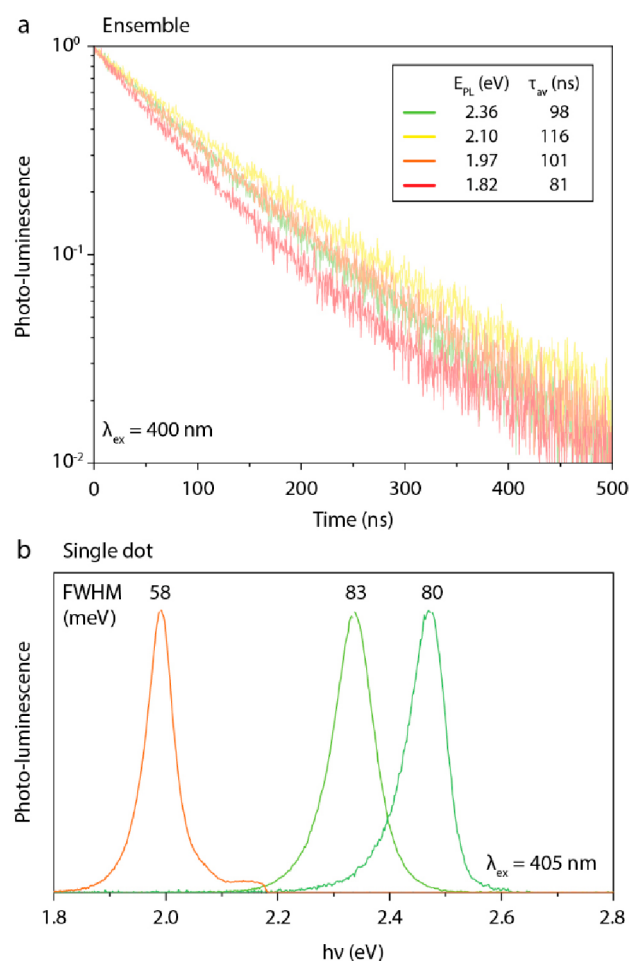 a Ensemble
10⁰
E_PL (eV) τ_av (ns)
2.36 98
2.10 116
1.97 101
1.82 81
Photo-luminescence
10⁻¹
λ_ex = 400 nm
10⁻²
0 100 200 300 400 500
Time (ns)
b Single dot
FWHM 58 83 80
(meV)
Photo-luminescence
λ_ex = 405 nm
1.8 2.0 2.2 2.4 2.6 2.8
hν (eV)